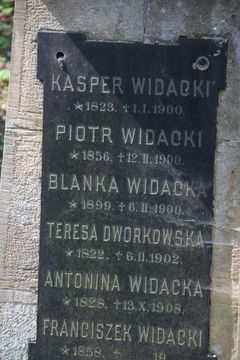 KASPER WIDACKI
*1823. †1.I.1900.
PIOTR WIDACKI
*1856. †12.II.1900.
BLANKA WIDACKA
*1899. †6.II.1900.
TERESA DWORKOWSKA
*1822. †6.II.1902.
ANTONINA WIDACKA
*1828. †13.X.1908.
FRANCISZEK WIDACKI
*1858. † 19